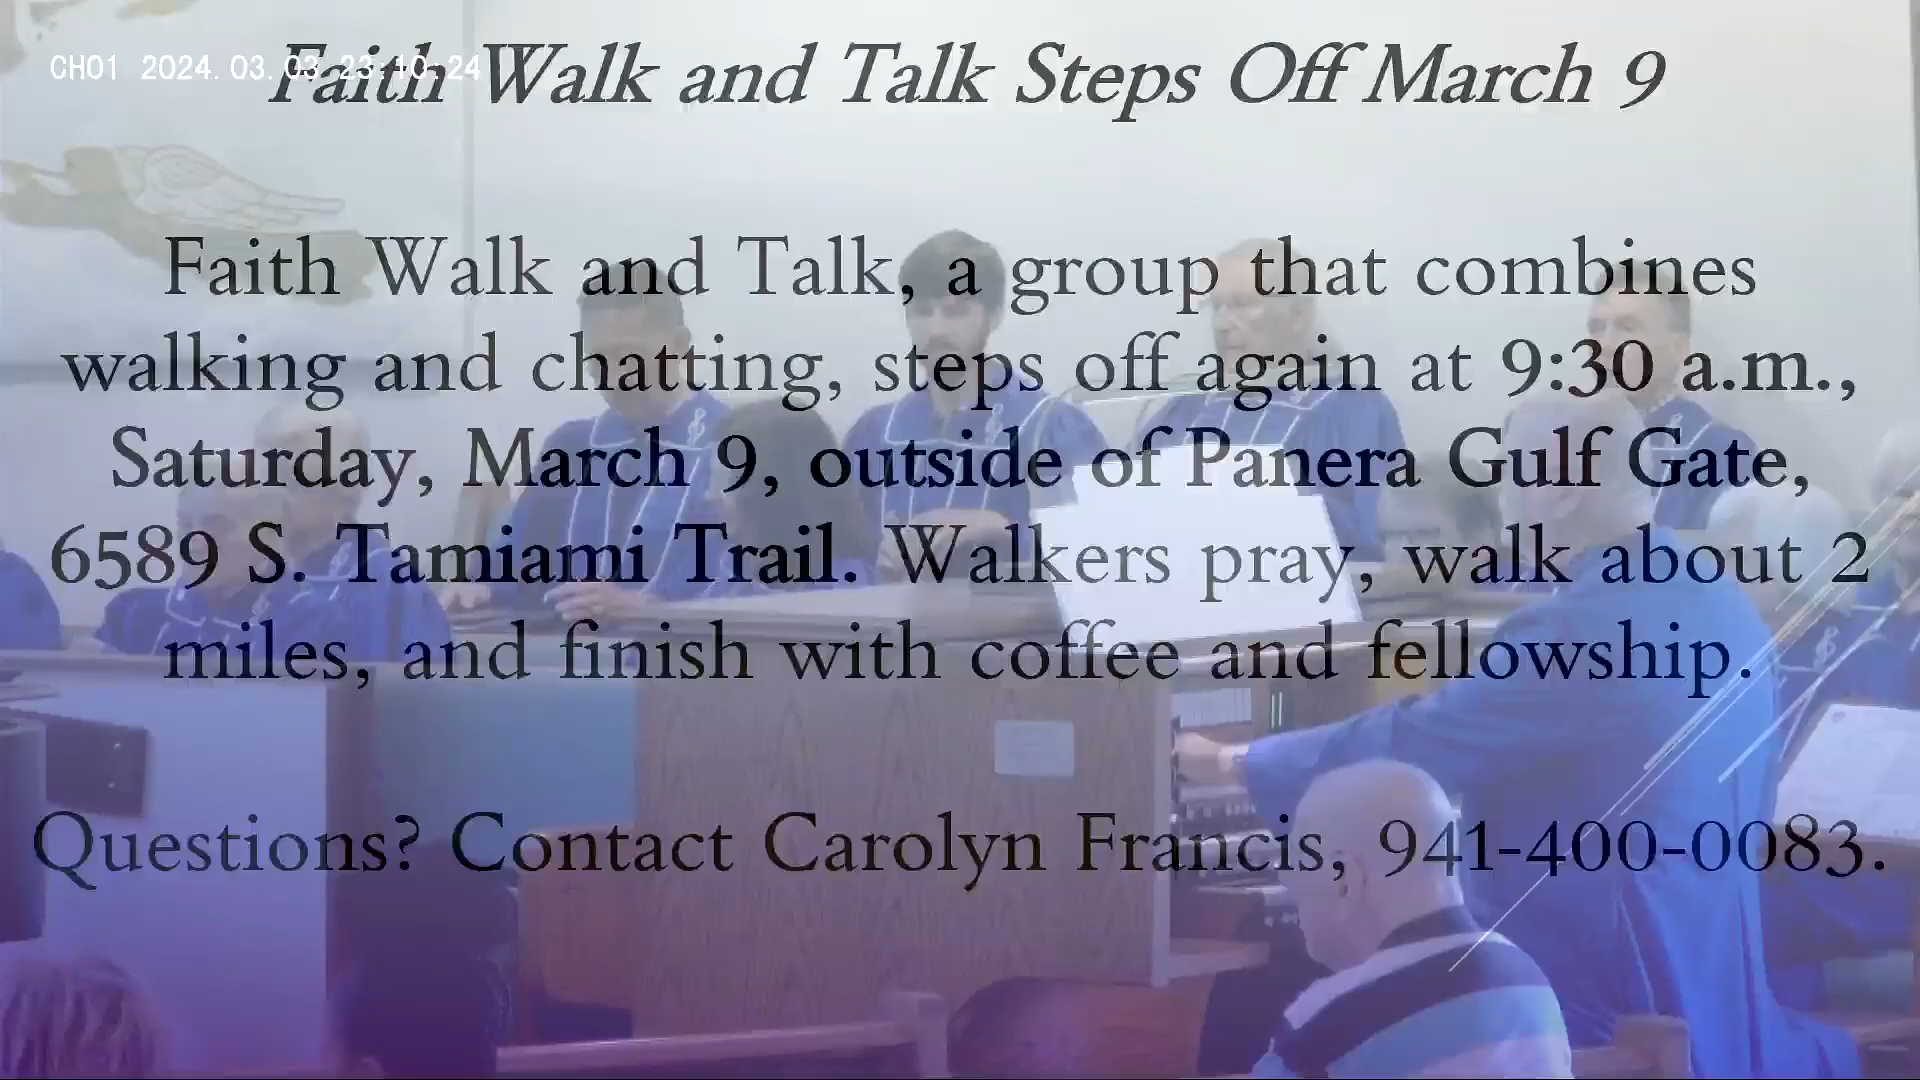 CH01 2024.03.03 23:10:24
Faith Walk and Talk Steps Off March 9
Faith Walk and Talk, a group that combines
walking and chatting, steps off again at 9:30 a.m.,
Saturday, March 9, outside of Panera Gulf Gate,
6589 S. Tamiami Trail. Walkers pray, walk about 2
miles, and finish with coffee and fellowship.
Questions? Contact Carolyn Francis, 941-400-0083.